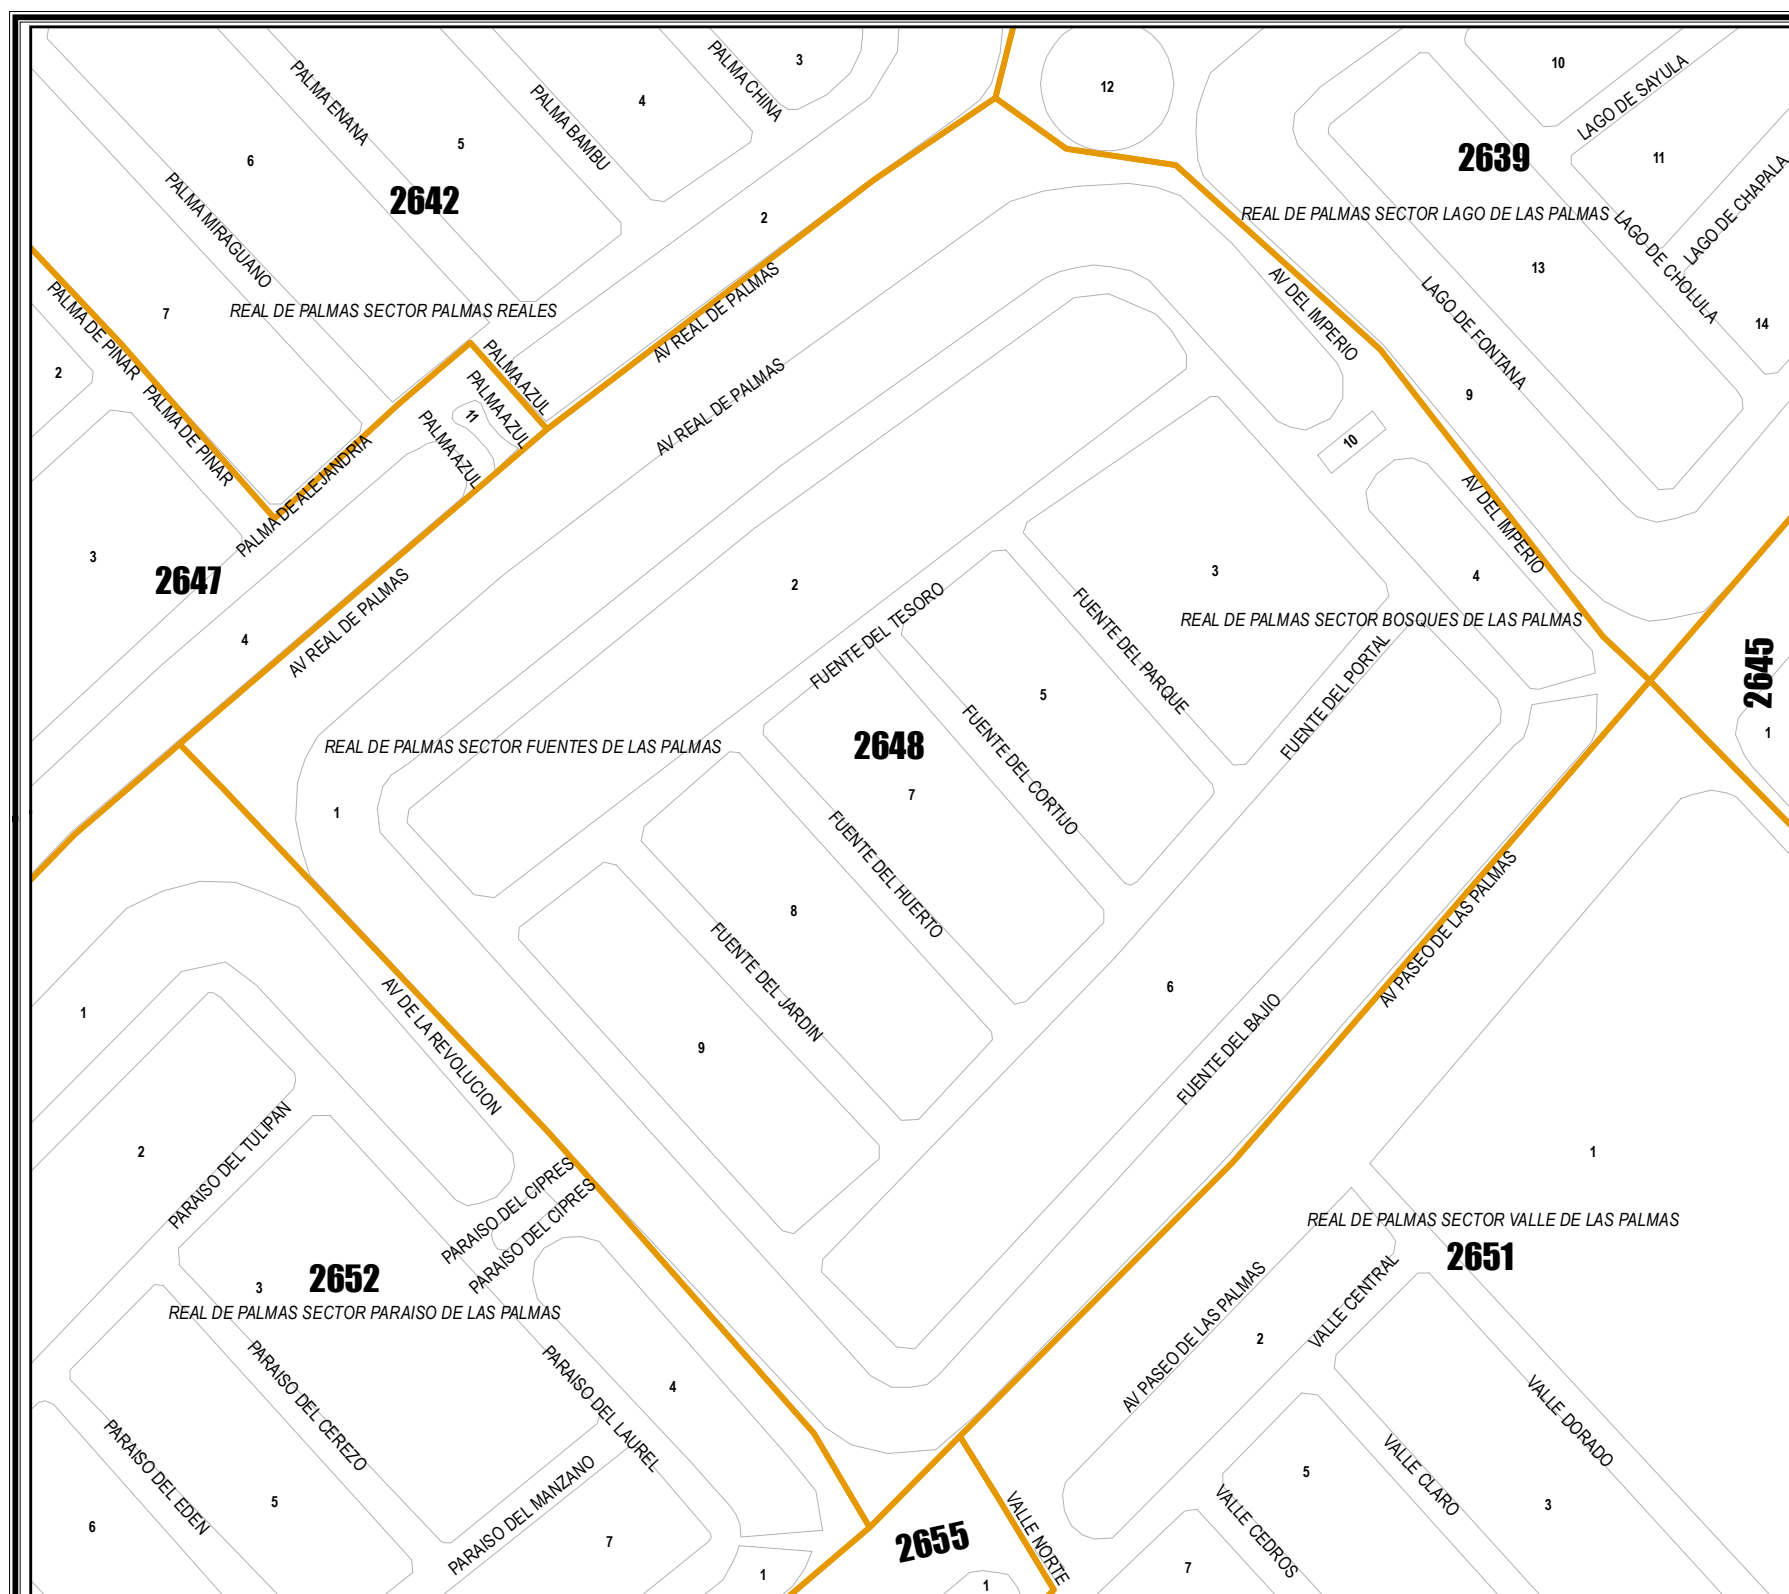 3
10
12
4
PALMA CHINA
PALMA ENANA
PALMA BAMBU
LAGO DE SAYULA
5
6
2639
11
2642
PALMA MIRAGUANO
2
REAL DE PALMAS SECTOR LAGO DE LAS PALMAS
LAGO DE CHAPALA
LAGO DE CHOLULA
13
7
REAL DE PALMAS SECTOR PALMAS REALES
AV REAL DE PALMAS
AV DEL IMPERIO
LAGO DE FONTANA
14
PALMA DE PINAR
PALMA AZUL
2
PALMA AZUL
PALMA DE PINAR
11
PALMA AZUL
AV REAL DE PALMAS
9
10
PALMA DE ALEJANDRIA
AV DEL IMPERIO
3
2647
2
3
4
4
AV REAL DE PALMAS
FUENTE DEL TESORO
FUENTE DEL PARQUE
REAL DE PALMAS SECTOR BOSQUES DE LAS PALMAS
2645
5
FUENTE DEL PORTAL
REAL DE PALMAS SECTOR FUENTES DE LAS PALMAS
2648
FUENTE DEL CORTIJO
1
7
1
FUENTE DEL HUERTO
8
AV PASEO DE LAS PALMAS
FUENTE DEL JARDIN
6
1
AV DE LA REVOLUCION
9
FUENTE DEL BAJIO
2
PARAISO DEL TULIPAN
1
PARAISO DEL CIPRES
PARAISO DEL CIPRES
REAL DE PALMAS SECTOR VALLE DE LAS PALMAS
2651
3
2652
REAL DE PALMAS SECTOR PARAISO DE LAS PALMAS
AV PASEO DE LAS PALMAS
VALLE CENTRAL
2
PARAISO DEL CEREZO
PARAISO DEL LAUREL
4
VALLE DORADO
PARAISO DEL EDEN
PARAISO DEL MANZANO
5
VALLE CLARO
5
3
6
7
2655
VALLE NORTE
VALLE CEDROS
1
1
7